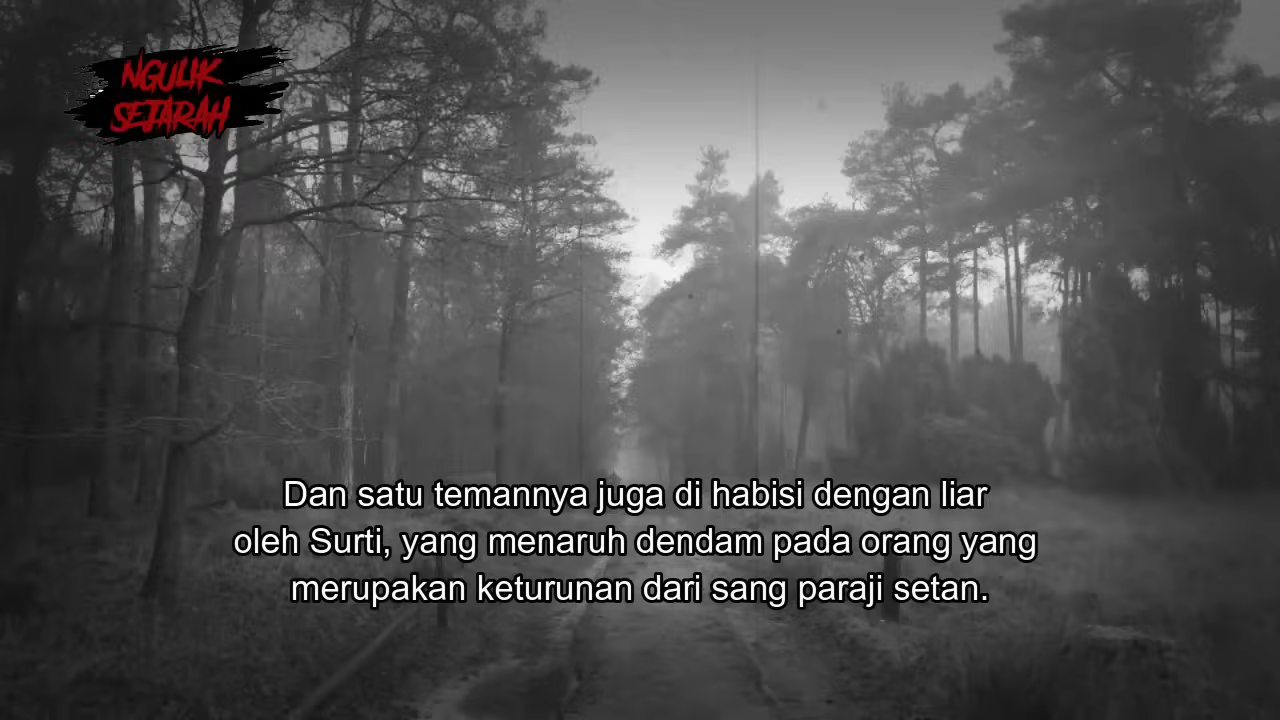 NGULIK
SEJARAH
Dan satu temannya juga di habisi dengan liar
oleh Surti, yang menaruh dendam pada orang yang
merupakan keturunan dari sang paraji setan.